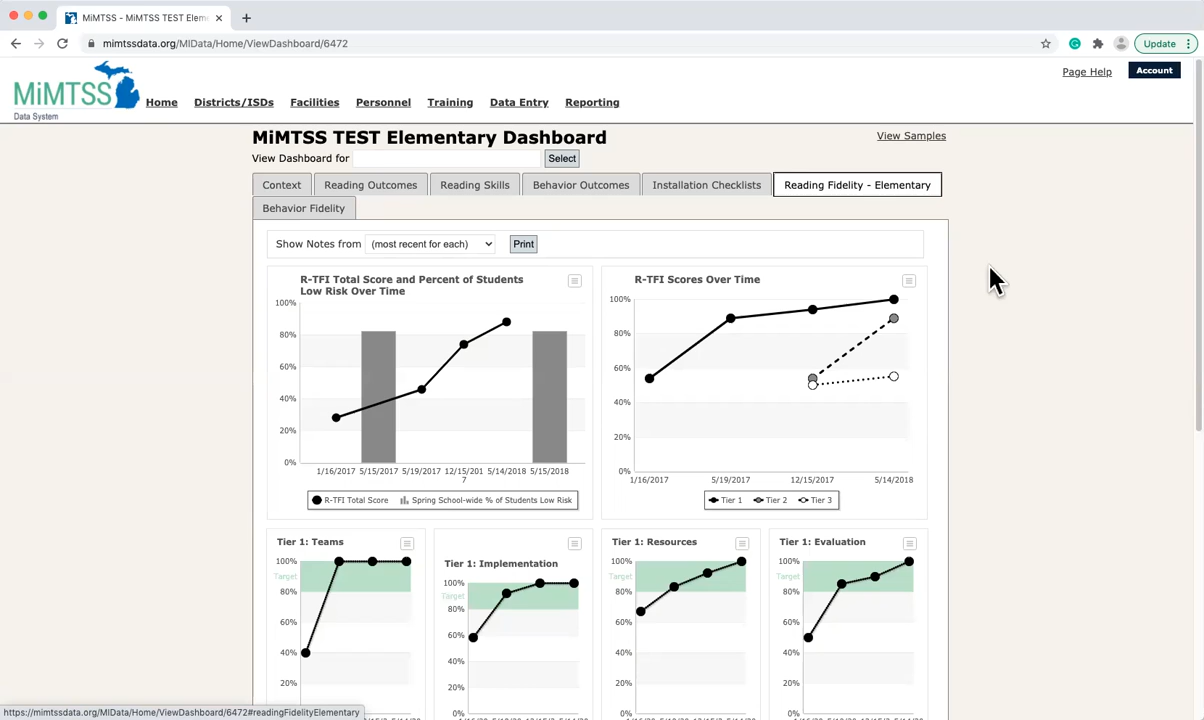 MiMTSS - MiMTSS TEST Elem
mimtssdata.org/MIData/Home/ViewDashboard/6472
Update
Page Help
Account
MiMTSS
Data System
Home
Districts/ISDs
Facilities
Personnel
Training
Data Entry
Reporting
MiMTSS TEST Elementary Dashboard
View Samples
View Dashboard for
Select
Context
Reading Outcomes
Reading Skills
Behavior Outcomes
Installation Checklists
Reading Fidelity - Elementary
Behavior Fidelity
Show Notes from
(most recent for each)
Print
R-TFI Total Score and Percent of Students
Low Risk Over Time
100%
80%
60%
40%
20%
0%
1/16/2017 5/15/2017 5/19/2017 12/15/201 5/14/2018 5/15/2018
7
R-TFI Total Score
Spring School-wide % of Students Low Risk
R-TFI Scores Over Time
100%
80%
60%
40%
20%
0%
1/16/2017 5/19/2017 12/15/2017 5/14/2018
Tier 1 Tier 2 Tier 3
Tier 1: Teams
100%
Target
80%
60%
40%
20%
Tier 1: Implementation
100%
Target
80%
60%
40%
20%
Tier 1: Resources
100%
Target
80%
60%
40%
20%
Tier 1: Evaluation
100%
Target
80%
60%
40%
20%
https://mimtssdata.org/MIData/Home/ViewDashboard/6472#readingFidelityElementary